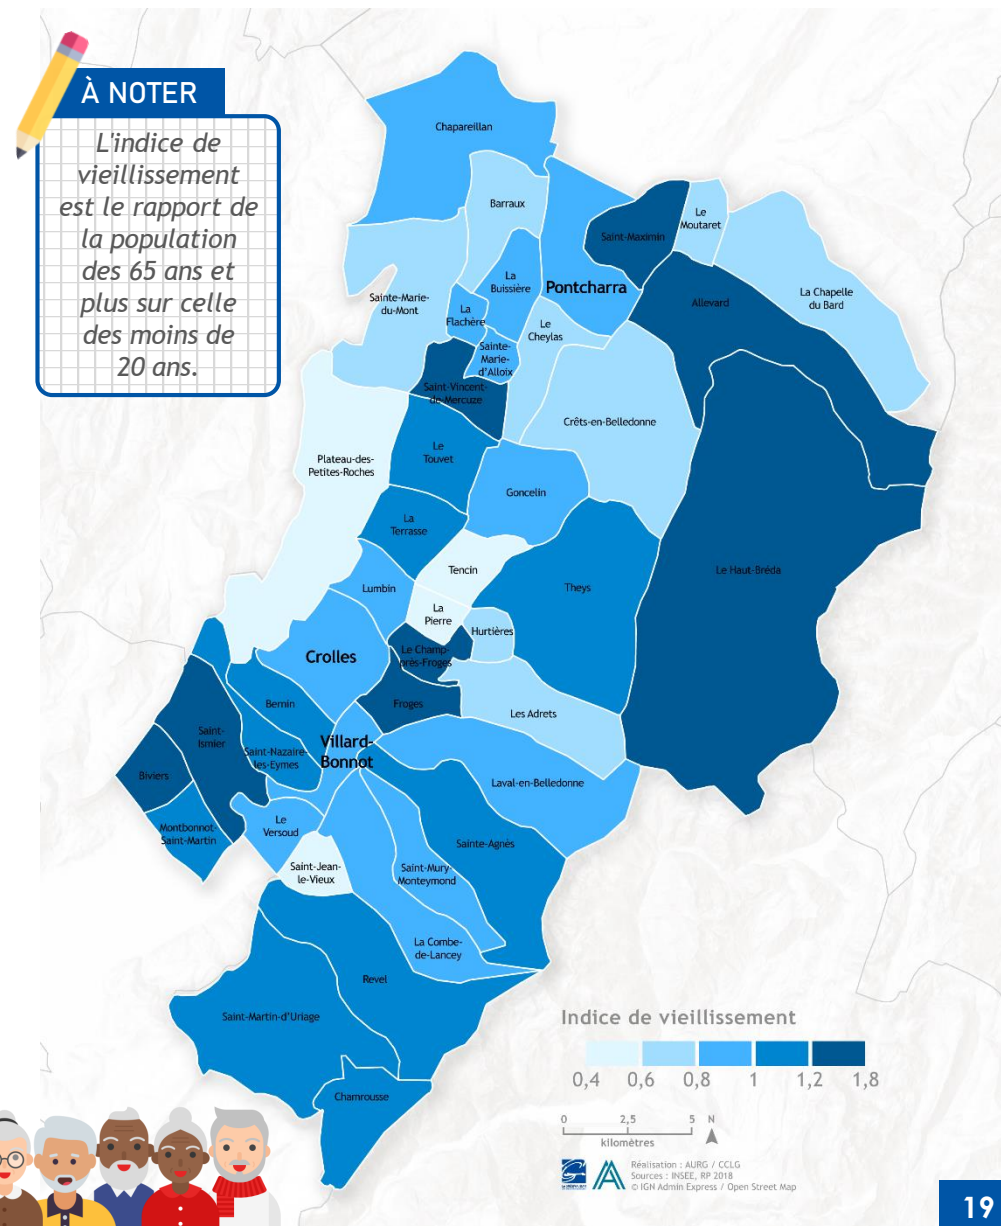 À NOTER
L'indice de
vieillissement
est le rapport de
la population
des 65 ans et
plus sur celle
des moins de
20 ans.
Chapareillan
Barraux
Le
Moutaret
Saint-Maximin
La
Buissière
Pontcharra
La Chapelle
du Bard
Allevard
Sainte-Marie-
du-Mont
La
Flachère
Le
Cheylas
Sainte-
Marie-
d'Alloix
Saint-Vincent-
de-Mercuze
Crêts-en-Belledonne
Le
Touvet
Plateau-des-
Petites-Roches
Goncelin
La
Terrasse
Tencin
Le Haut-Bréda
Lumbin
Theys
La
Pierre
Hurtières
Crolles
Le Champ-
près-Froges
Bernin
Froges
Les Adrets
Saint-
Ismier
Villard-
Bonnot
Saint-Nazaire-
les-Eymes
Biviers
Laval-en-Belledonne
Le
Versoud
Montbonnot-
Saint-Martin
Sainte-Agnès
Saint-Jean-
le-Vieux
Saint-Mury-
Monteymond
La Combe-
de-Lancey
Revel
Saint-Martin-d'Uriage
Chamrousse
Indice de vieillissement
0,4 0,6 0,8 1 1,2 1,8
0 2,5 5 N
kilomètres
Réalisation : AURG / CCLG
Sources : INSEE, RP 2018
© IGN Admin Express / Open Street Map
19